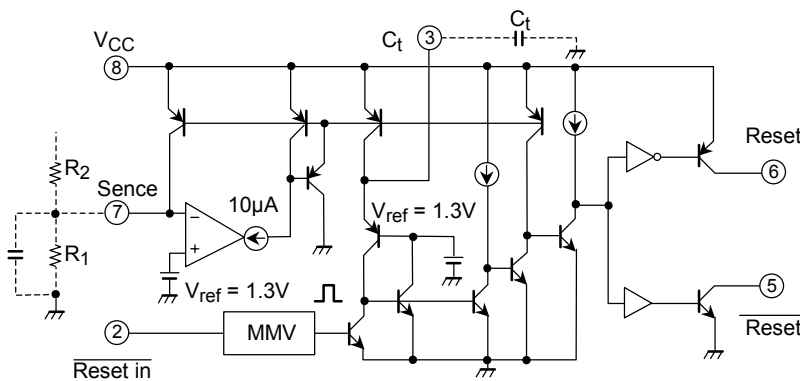 Ct
3
Ct
VCC
8
Reset
R2
Sence
6
7
10µA
Vref = 1.3V
−
+
R1
5
Vref = 1.3V
Reset
2
MMV
Reset in